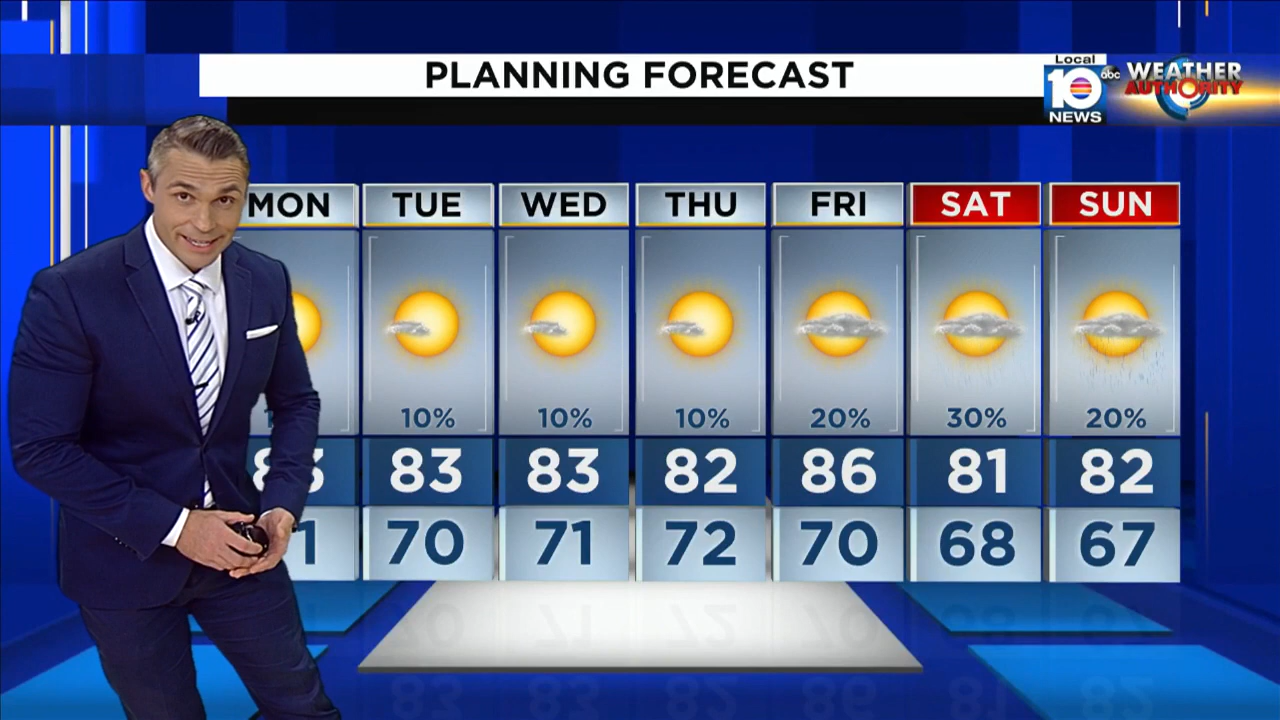 PLANNING FORECAST
Local
10
abc
NEWS
WEATHER
AUTHORITY
MON TUE WED THU FRI SAT SUN
10% 10% 10% 20% 30% 20%
83 83 82 86 81 82
70 71 72 70 68 67